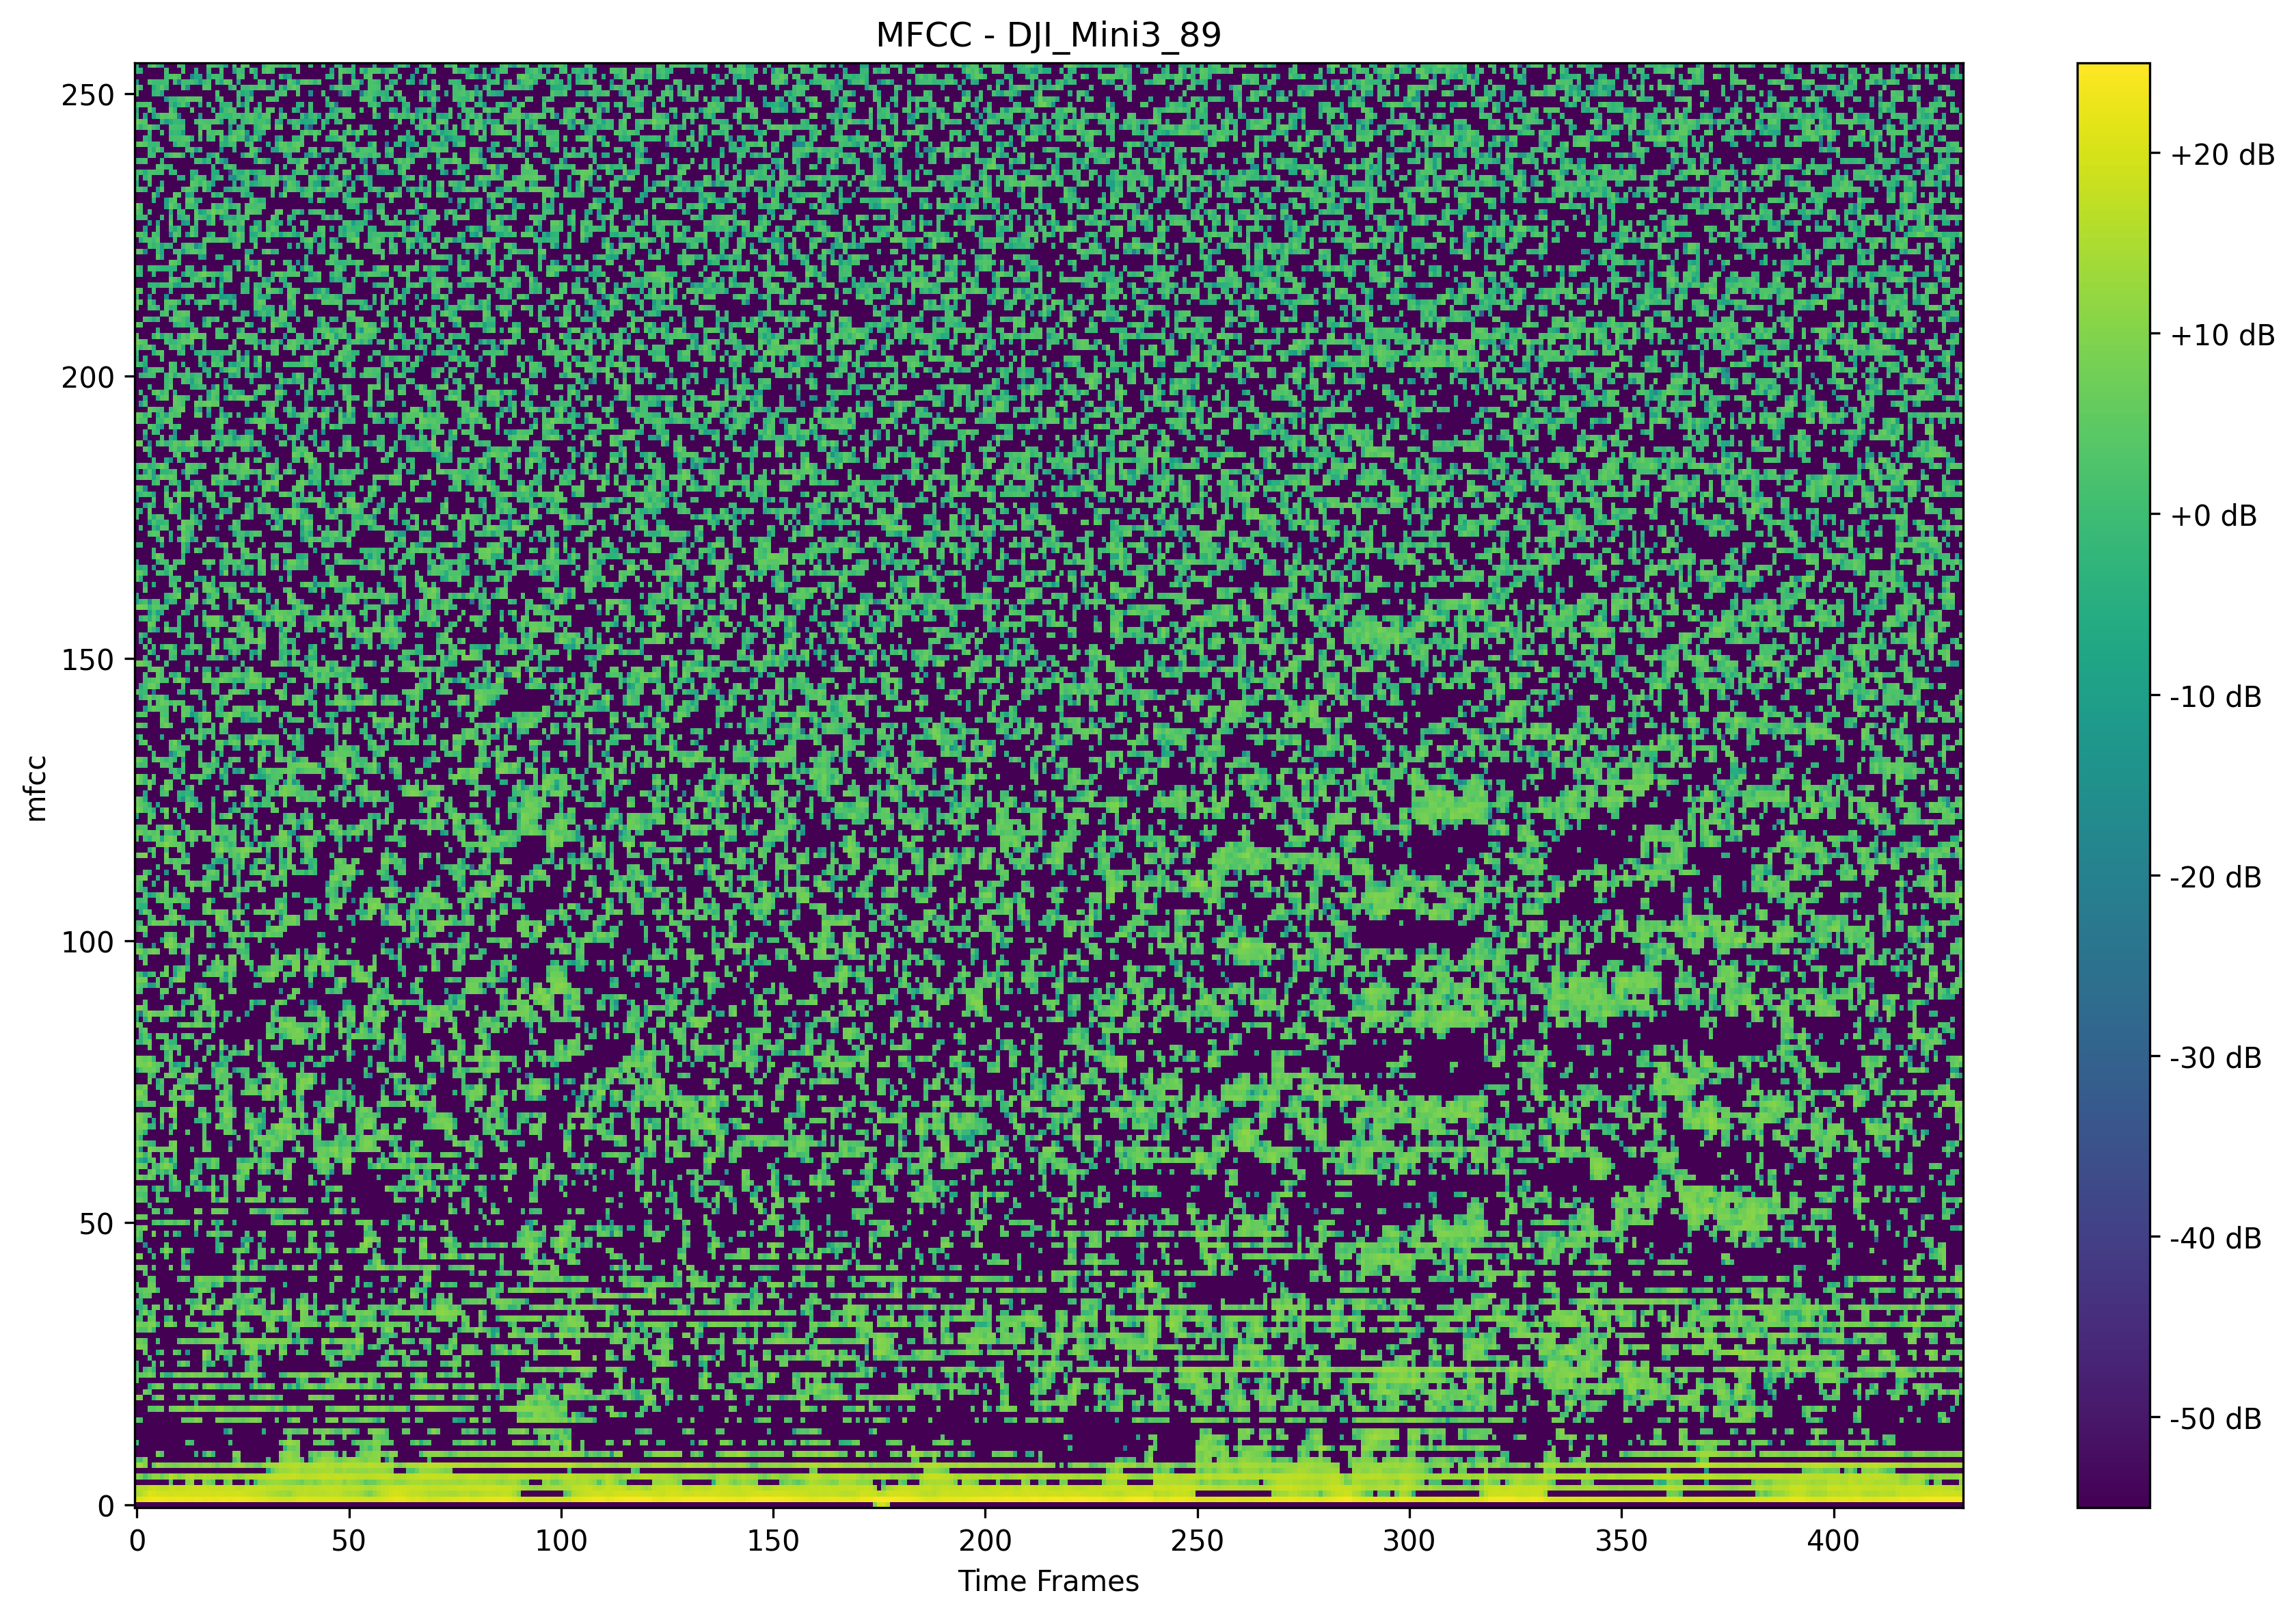 MFCC - DJI_Mini3_89
250
200
150
100
50
0
mfcc
0 50 100 150 200 250 300 350 400
Time Frames
+20 dB
+10 dB
+0 dB
-10 dB
-20 dB
-30 dB
-40 dB
-50 dB